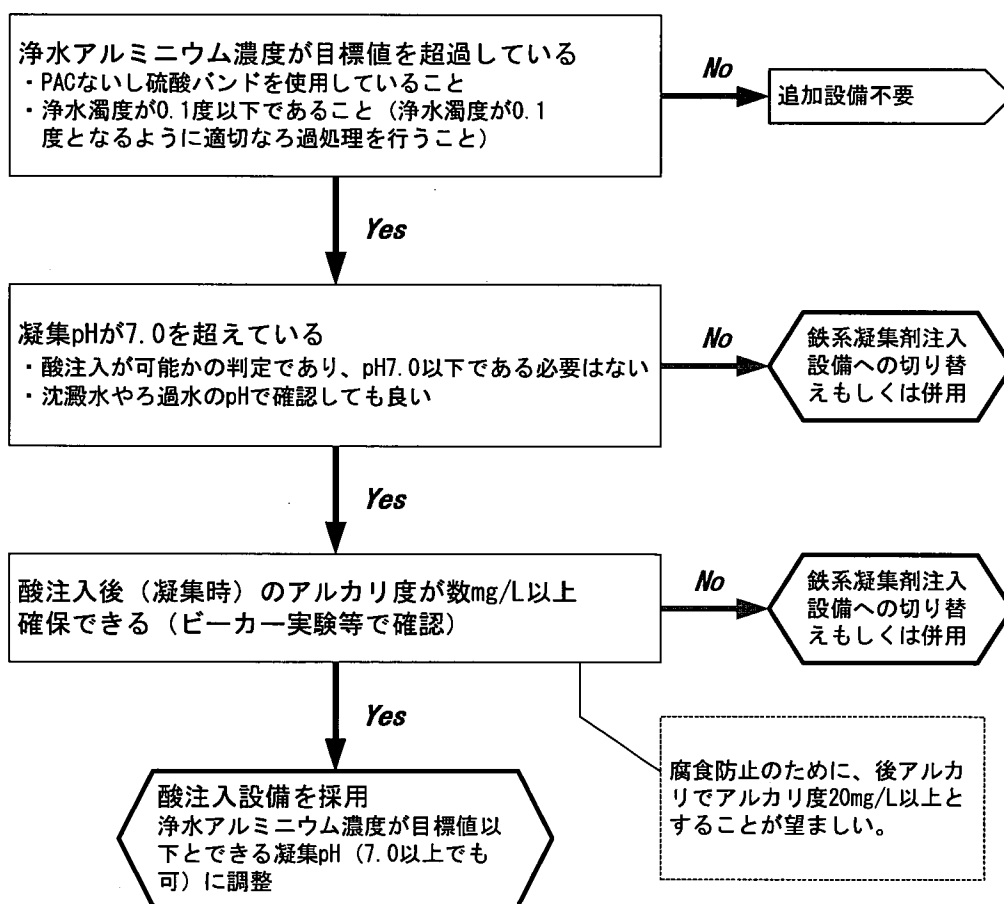 浄水アルミニウム濃度が目標値を超過している
・PACないし硫酸バンドを使用していること
・浄水濁度が0.1度以下であること（浄水濁度が0.1
度となるように適切なろ過処理を行うこと）
No
追加設備不要
Yes
凝集pHが7.0を超えている
・酸注入が可能かの判定であり、pH7.0以下である必要はない
・沈澱水やろ過水のpHで確認しても良い
No
鉄系凝集剤注入
設備への切り替
えもしくは併用
Yes
酸注入後（凝集時）のアルカリ度が数mg/L以上
確保できる（ビーカー実験等で確認）
No
鉄系凝集剤注入
設備への切り替
えもしくは併用
Yes
腐食防止のために、後アルカ
リでアルカリ度20mg/L以上と
することが望ましい。
酸注入設備を採用
浄水アルミニウム濃度が目標値以
下とできる凝集pH（7.0以上でも
可）に調整